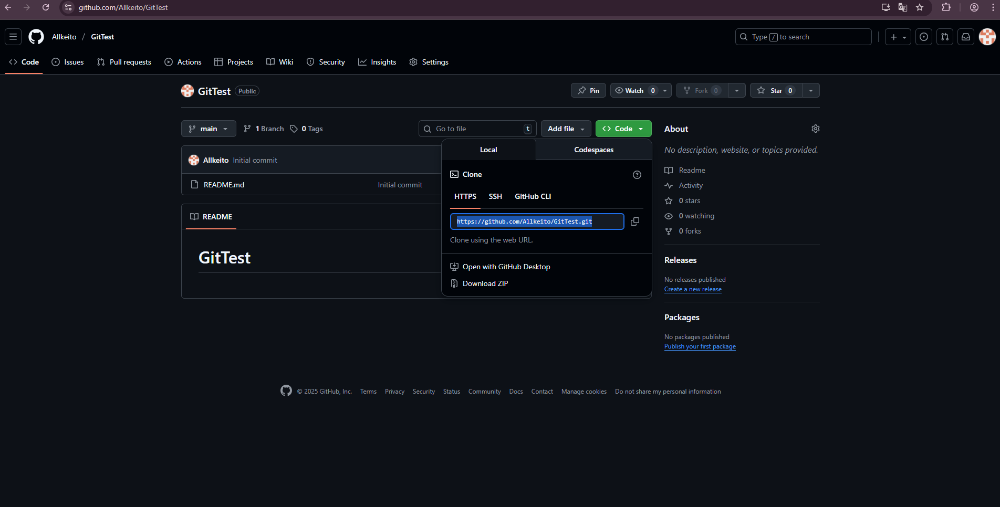 github.com/Allkeito/GitTest
Allkeito / GitTest
Type / to search
Code Issues Pull requests Actions Projects Wiki Security Insights Settings
GitTest Public
Pin Watch 0 Fork 0 Star 0
main 1 Branch 0 Tags
Go to file t Add file Code
Allkeito Initial commit
README.md Initial commit
README
GitTest
Local Codespaces
Clone
HTTPS SSH GitHub CLI
https://github.com/Allkeito/GitTest.git
Clone using the web URL.
Open with GitHub Desktop
Download ZIP
About
No description, website, or topics provided.
Readme
Activity
0 stars
0 watching
0 forks
Releases
No releases published
Create a new release
Packages
No packages published
Publish your first package
© 2025 GitHub, Inc. Terms Privacy Security Status Community Docs Contact Manage cookies Do not share my personal information